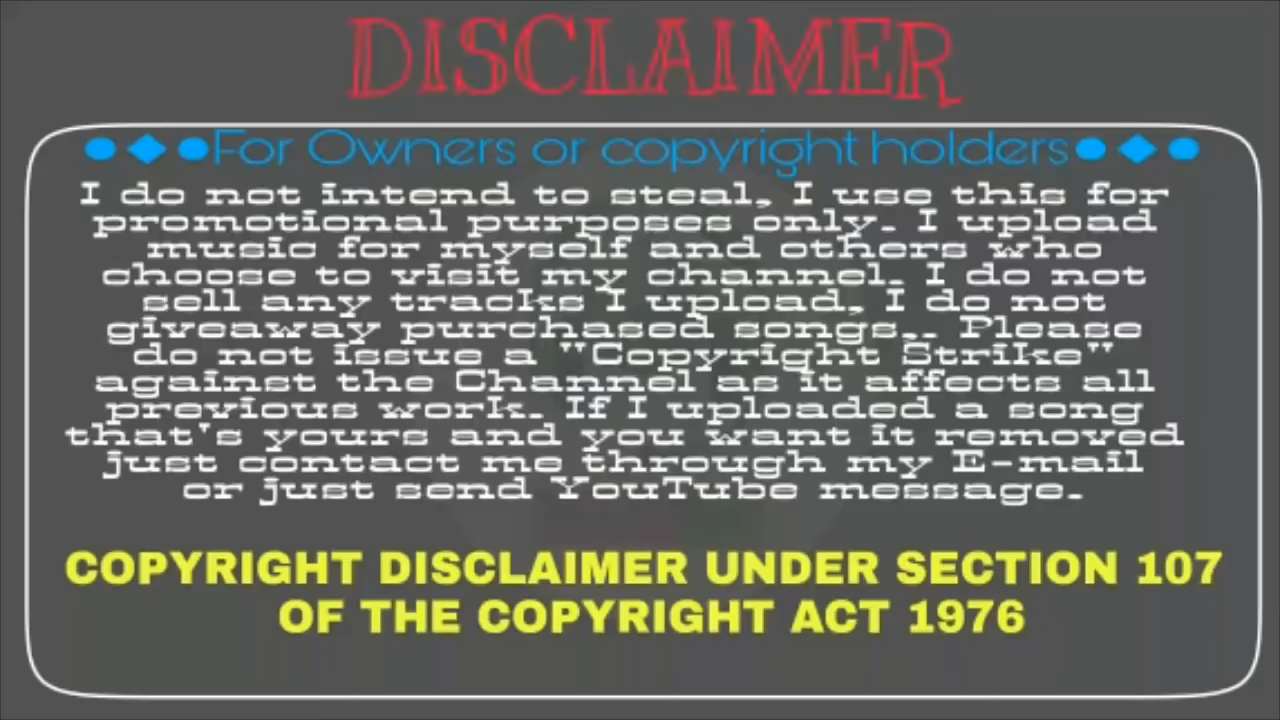 DISCLAIMER
For Owners or copyright holders
I do not intend to steal, I use this for
promotional purposes only. I upload
music for myself and others who
choose to visit my channel. I do not
sell any tracks I upload, I do not
giveaway purchased songs.. Please
do not issue a "Copyright Strike"
against the Channel as it affects all
previous work. If I uploaded a song
that's yours and you want it removed
just contact me through my E-mail
or just send YouTube message.
COPYRIGHT DISCLAIMER UNDER SECTION 107
OF THE COPYRIGHT ACT 1976